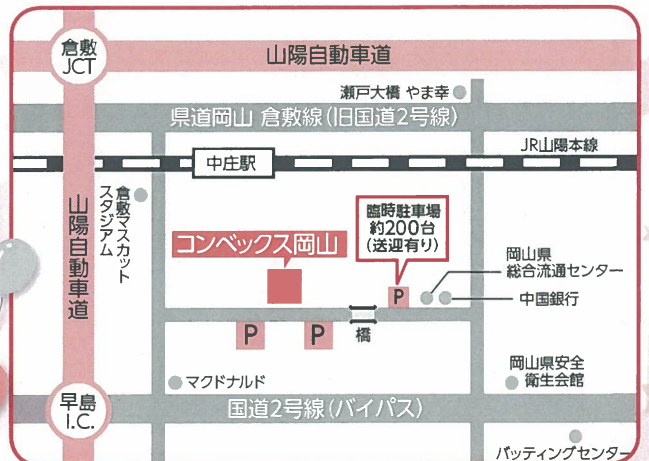 倉敷
JCT
山陽自動車道
瀬戸大橋 やま幸
県道岡山 倉敷線(旧国道2号線)
JR山陽本線
中庄駅
倉敷マスカット
スタジアム
山陽自動車道
コンベックス岡山
臨時駐車場
約200台
(送迎有り)
岡山県
総合流通センター
P
中国銀行
P
P
橋
マクドナルド
岡山県安全
衛生会館
早島
I.C.
国道2号線(バイパス)
バッティングセンター